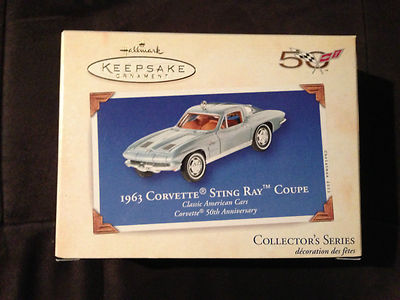 Hallmark
KEEPSAKE
ORNAMENT
50
1963 CORVETTE® STING RAY™ COUPE
Classic American Cars
Corvette® 50th Anniversary
COLLECTOR'S SERIES
décoration des fêtes